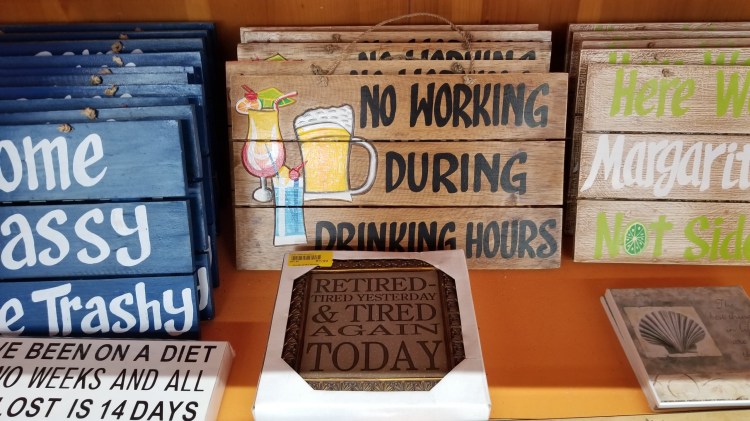 ome
assy
e Trashy
NO WORKING
DURING
DRINKING HOURS
Here W
Margarit
Not Sid
RETIRED-
TIRED YESTERDAY
& TIRED
AGAIN
TODAY
VE BEEN ON A DIET
WO WEEKS AND ALL
LOST IS 14 DAYS